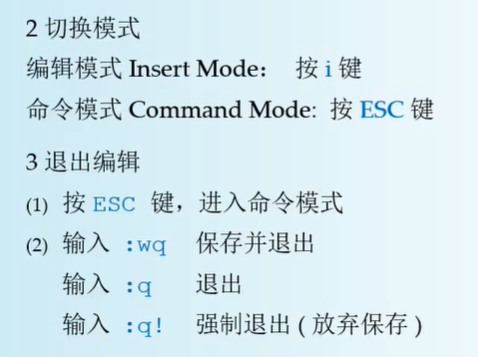 2 切换模式
编辑模式 Insert Mode： 按 i 键
命令模式 Command Mode: 按 ESC 键
3 退出编辑
(1) 按 ESC 键，进入命令模式
(2) 输入 :wq 保存并退出
输入 :q 退出
输入 :q! 强制退出 ( 放弃保存 )